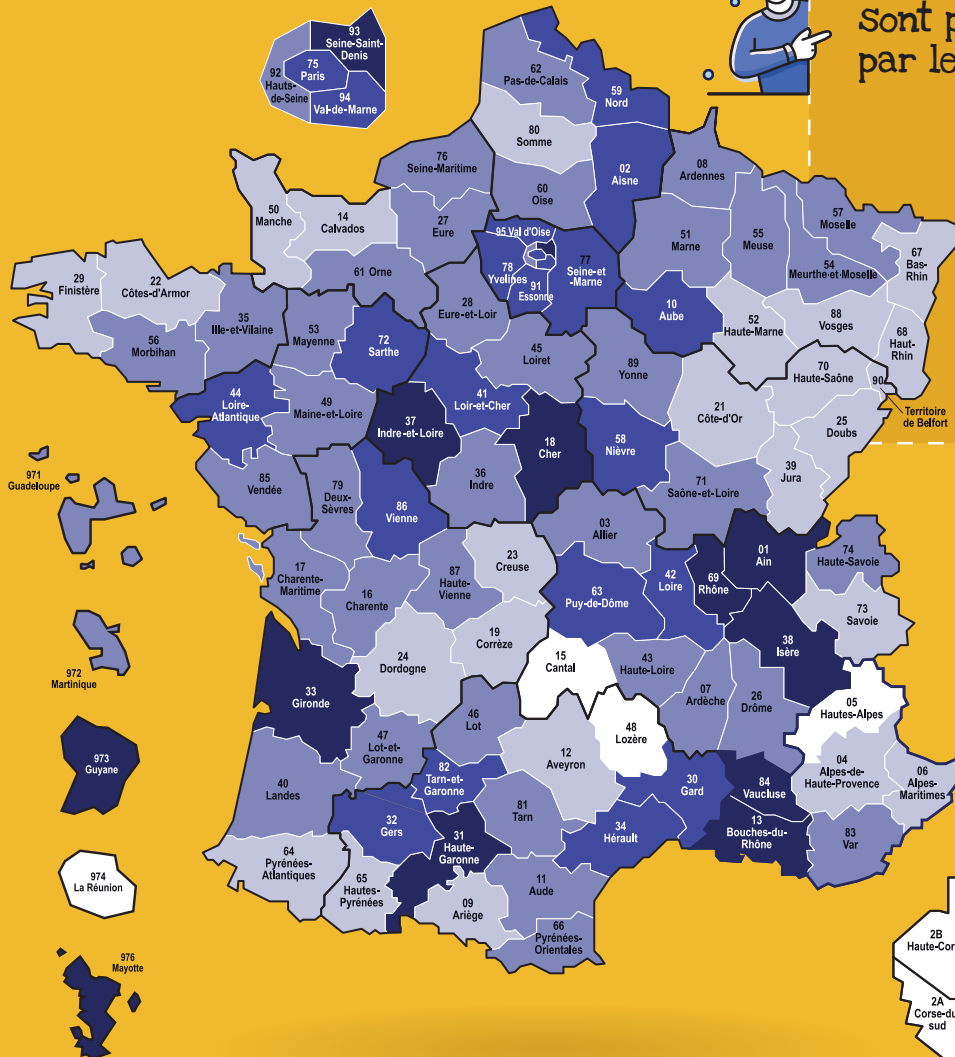 sont p
par le
93
Seine-Saint-
Denis
92
Hauts-
de-Seine
75
Paris
94
Val-de-Marne
62
Pas-de-Calais
59
Nord
80
Somme
02
Aisne
76
Seine-Maritime
60
Oise
08
Ardennes
50
Manche
14
Calvados
27
Eure
95 Val d'Oise
51
Marne
55
Meuse
57
Moselle
54
Meurthe-et-Moselle
67
Bas-
Rhin
29
Finistère
22
Côtes-d'Armor
61 Orne
78
Yvelines
91
Essonne
77
Seine-et
Marne
35
Ille-et-Vilaine
53
Mayenne
28
Eure-et-Loir
10
Aube
52
Haute-Marne
88
Vosges
68
Haut-
Rhin
56
Morbihan
72
Sarthe
45
Loiret
89
Yonne
70
Haute-Saône
90
Territoire
de Belfort
44
Loire-
Atlantique
49
Maine-et-Loire
41
Loir-et-Cher
37
Indre-et-Loire
18
Cher
58
Nièvre
21
Côte-d'Or
25
Doubs
39
Jura
971
Guadeloupe
85
Vendée
79
Deux-
Sèvres
86
Vienne
36
Indre
71
Saône-et-Loire
03
Allier
23
Creuse
01
Ain
74
Haute-Savoie
17
Charente-
Maritime
16
Charente
87
Haute-
Vienne
63
Puy-de-Dôme
42
Loire
69
Rhône
73
Savoie
19
Corrèze
24
Dordogne
15
Cantal
43
Haute-Loire
38
Isère
972
Martinique
33
Gironde
07
Ardèche
26
Drôme
05
Hautes-Alpes
46
Lot
48
Lozère
47
Lot-et-
Garonne
12
Aveyron
973
Guyane
40
Landes
82
Tarn-et-
Garonne
30
Gard
84
Vaucluse
04
Alpes-de-
Haute-Provence
06
Alpes-
Maritimes
32
Gers
81
Tarn
31
Haute-
Garonne
34
Hérault
13
Bouches-du-
Rhône
83
Var
974
La Réunion
64
Pyrénées-
Atlantiques
65
Hautes-
Pyrénées
09
Ariège
11
Aude
66
Pyrénées-
Orientales
976
Mayotte
2B
Haute-Cor
2A
Corse-du
sud